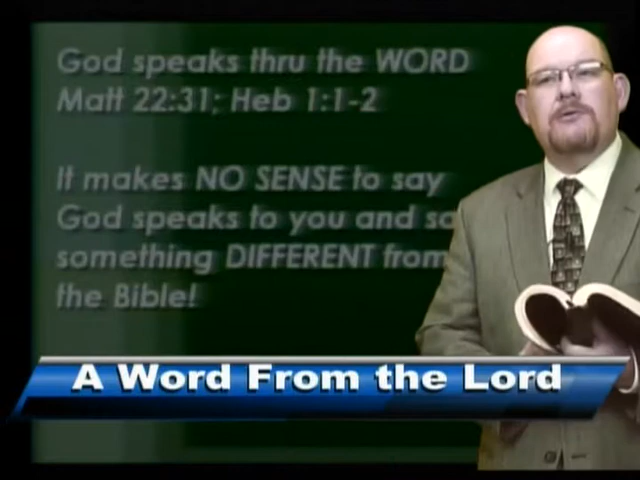 God speaks thru the WORD
Matt 22:31; Heb 1:1-2
It makes NO SENSE to say
God speaks to you and
something DIFFERENT from
the Bible!
A Word From the Lord